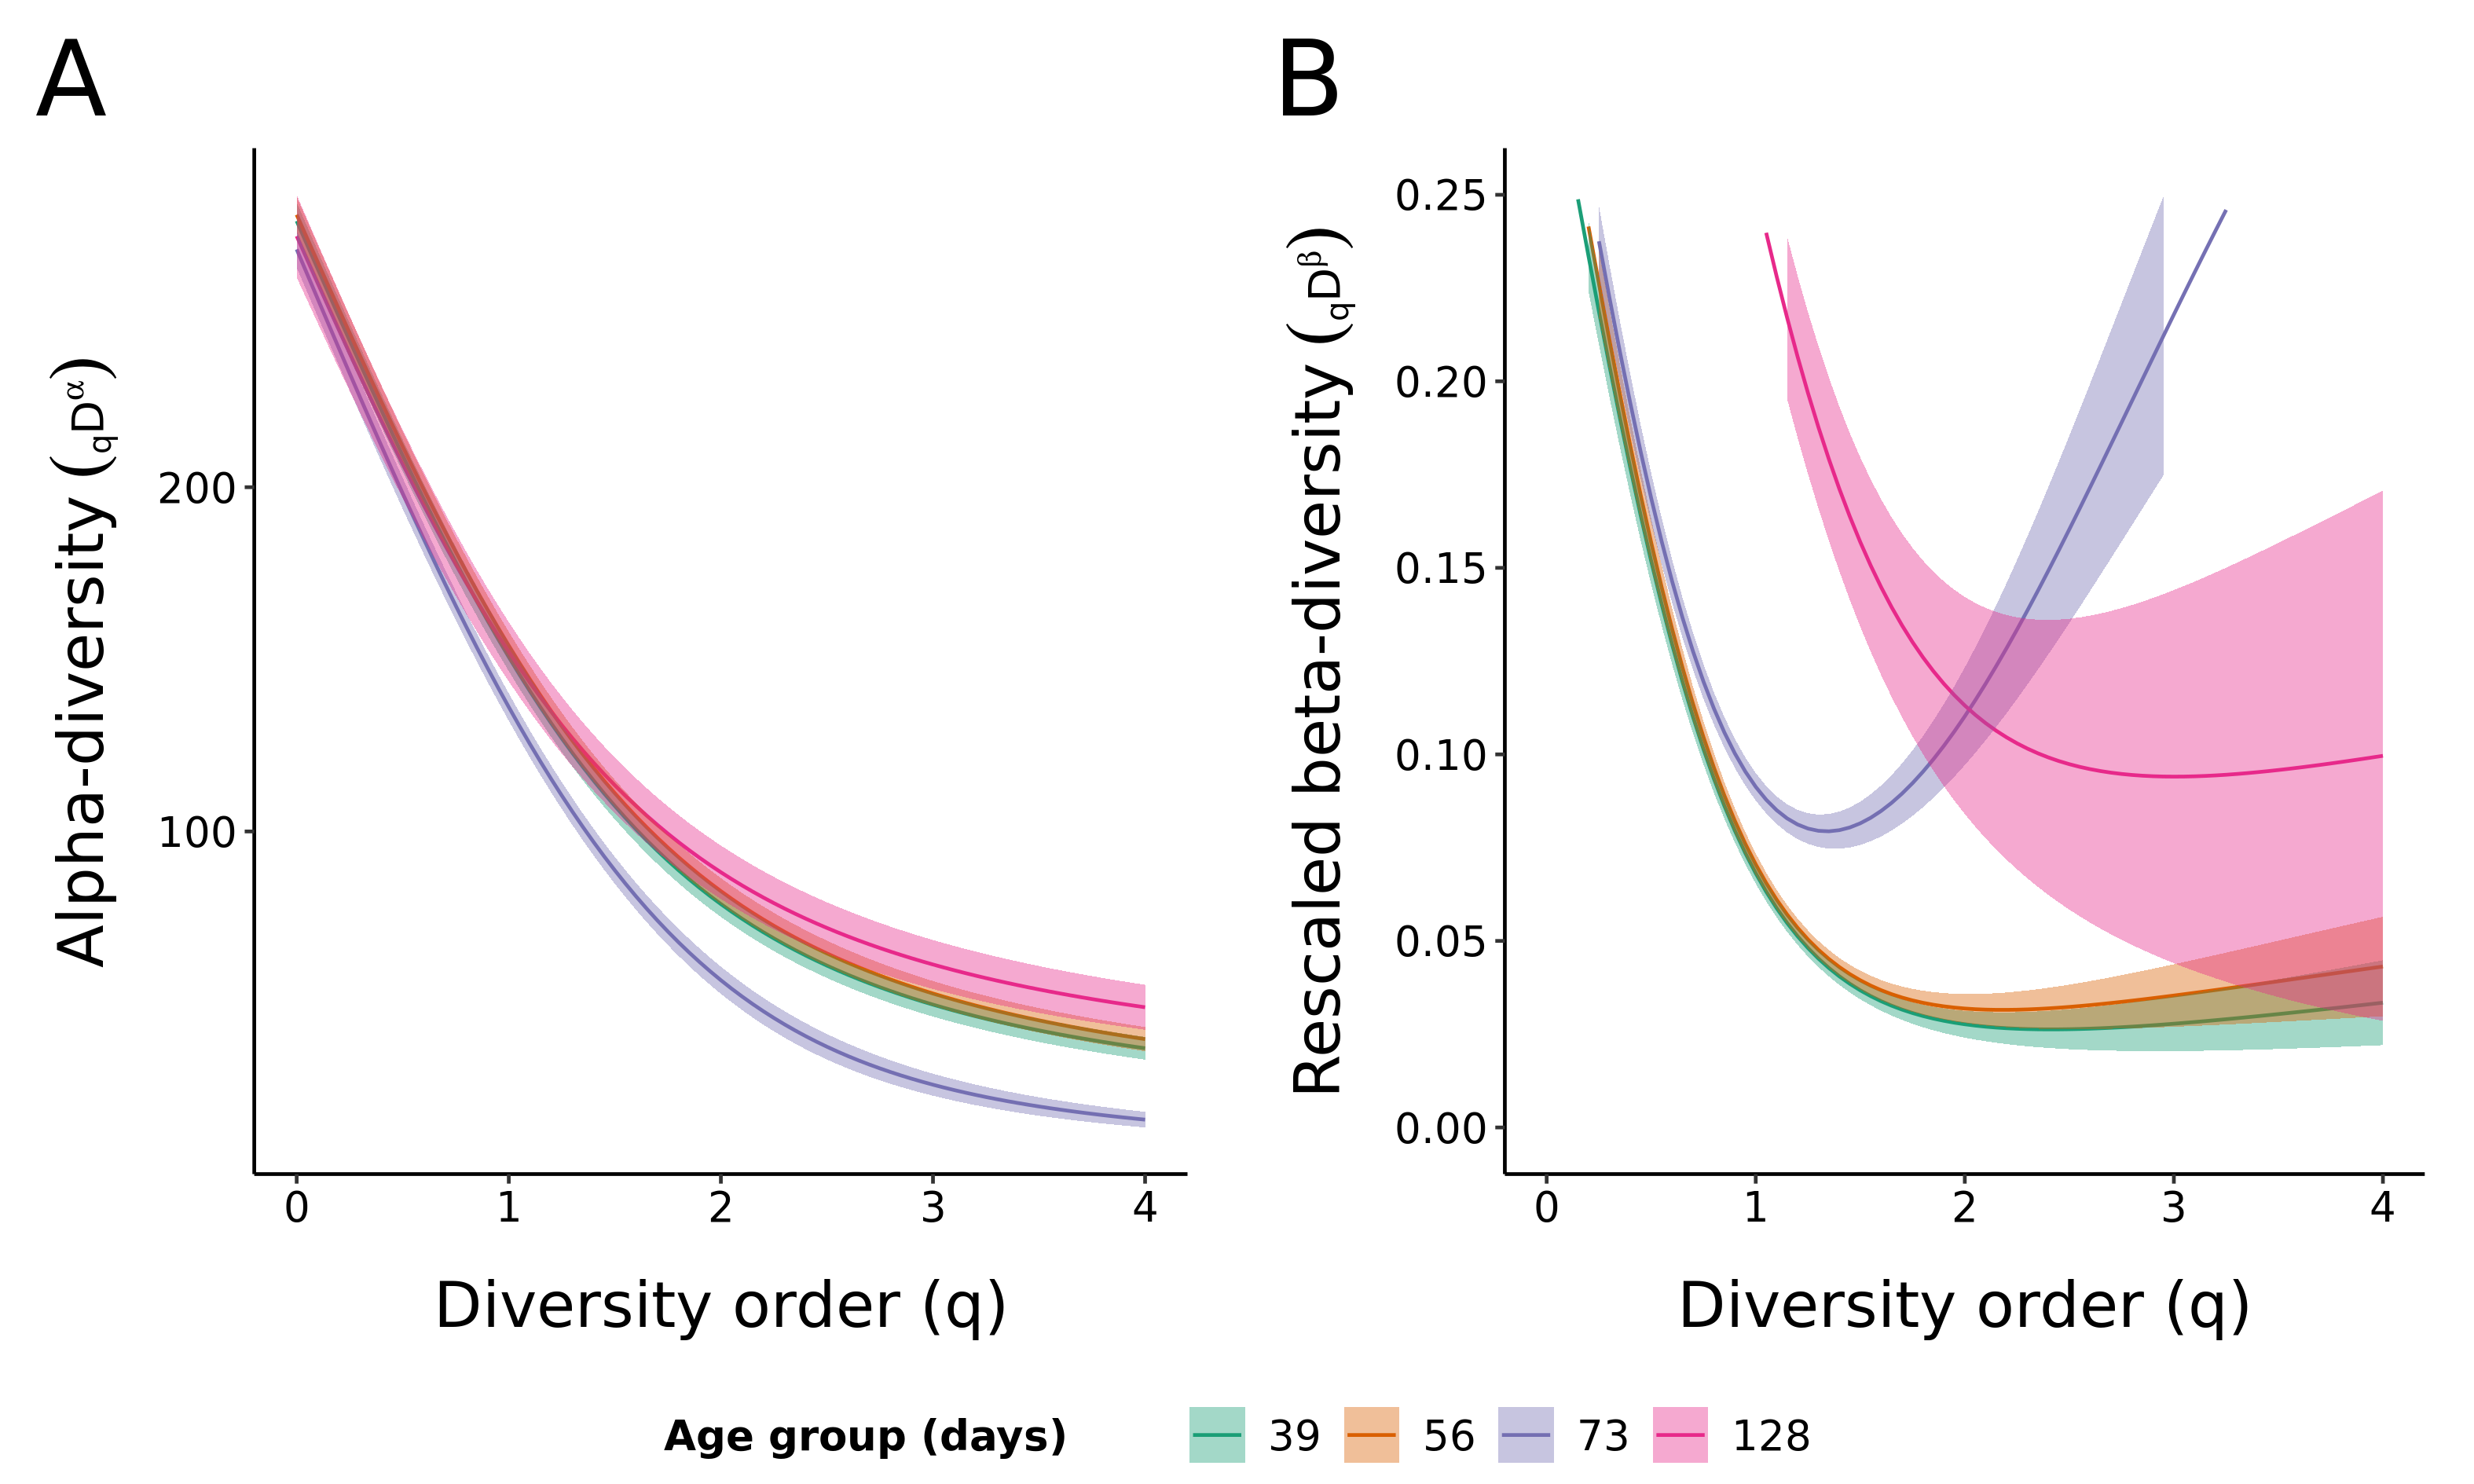 A
B
Alpha-diversity (qDα)
200
100
0 1 2 3 4
Diversity order (q)
Rescaled beta-diversity (qDβ)
0.25
0.20
0.15
0.10
0.05
0.00
0 1 2 3 4
Diversity order (q)
Age group (days) 39 56 73 128